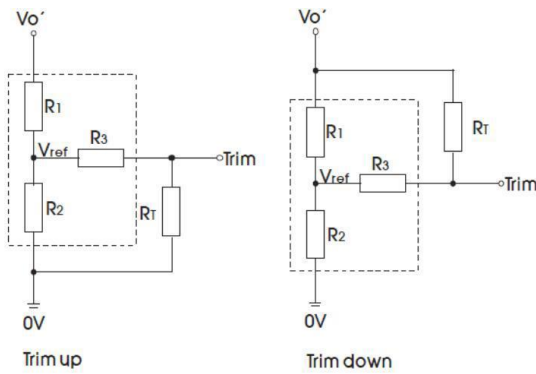 Vo′
R1
Vref
R3
Trim
R2
RT
0V
Trim up
Vo′
R1
RT
R3
Vref
Trim
R2
0V
Trim down